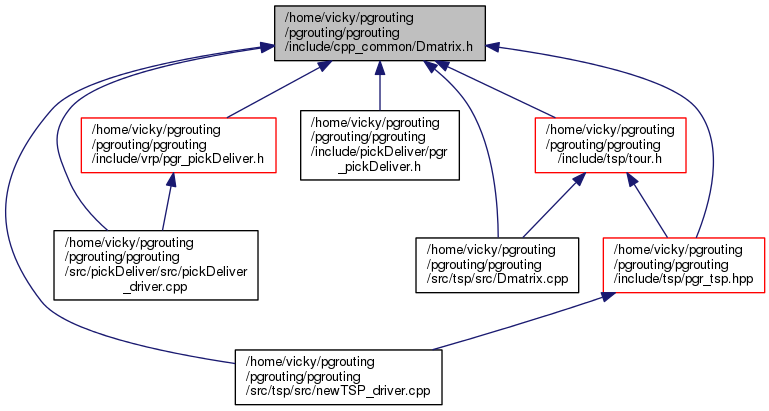 /home/vicky/pgrouting
/pgrouting/pgrouting
/include/cpp_common/Dmatrix.h
/home/vicky/pgrouting
/pgrouting/pgrouting
/include/vrp/pgr_pickDeliver.h
/home/vicky/pgrouting
/pgrouting/pgrouting
/include/pickDeliver/pgr
_pickDeliver.h
/home/vicky/pgrouting
/pgrouting/pgrouting
/include/tsp/tour.h
/home/vicky/pgrouting
/pgrouting/pgrouting
/src/pickDeliver/src/pickDeliver
_driver.cpp
/home/vicky/pgrouting
/pgrouting/pgrouting
/src/tsp/src/Dmatrix.cpp
/home/vicky/pgrouting
/pgrouting/pgrouting
/include/tsp/pgr_tsp.hpp
/home/vicky/pgrouting
/pgrouting/pgrouting
/src/tsp/src/newTSP_driver.cpp